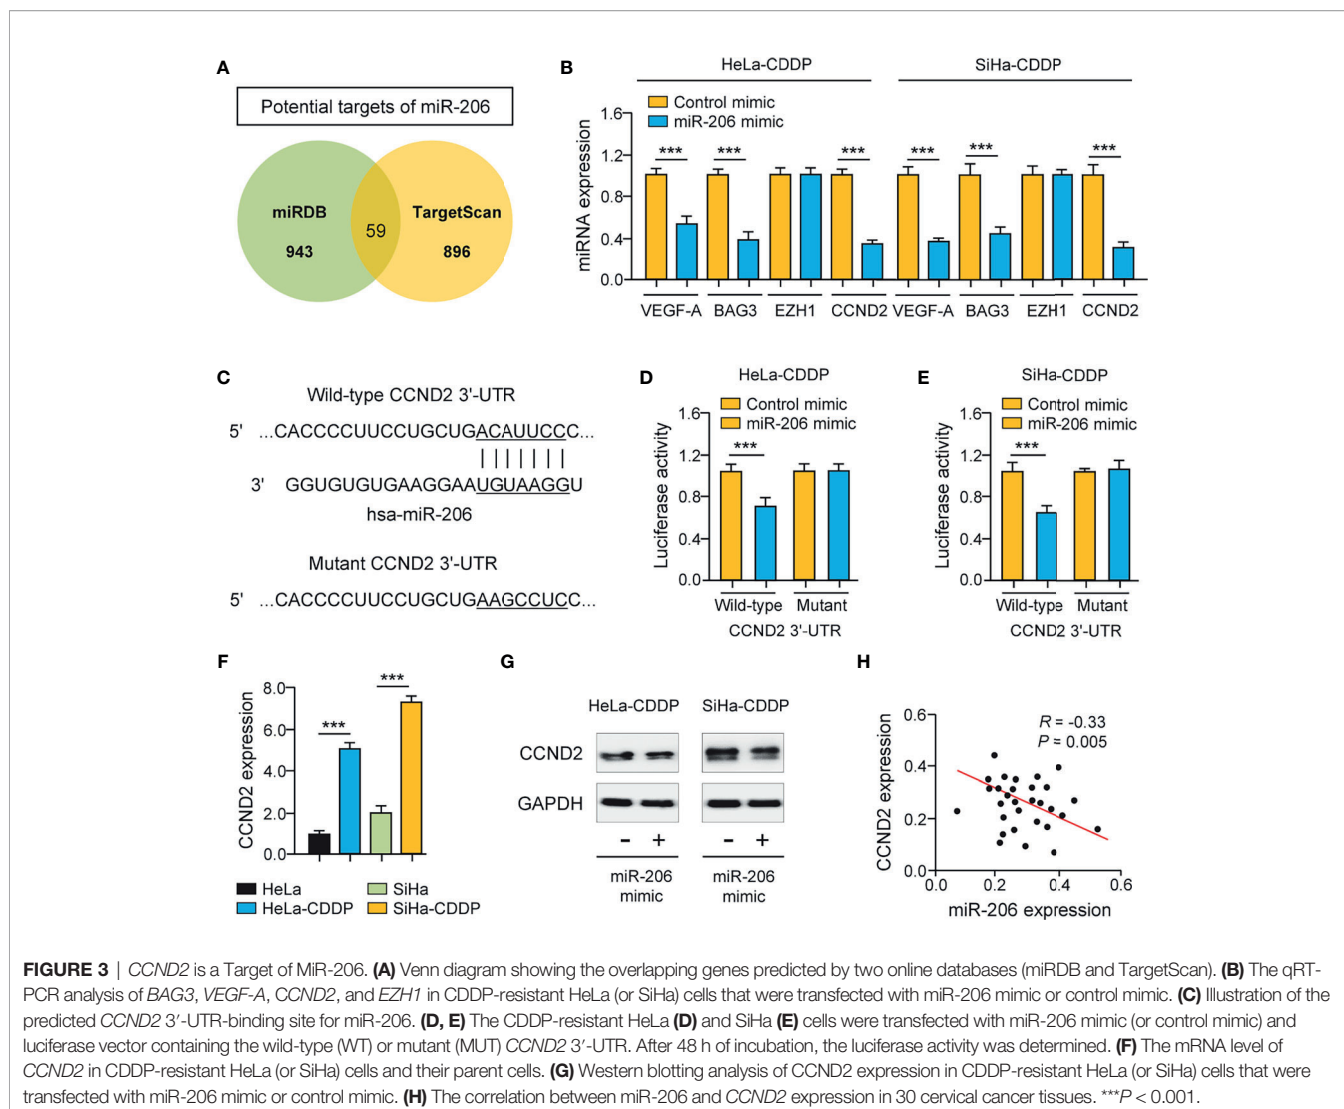 A
Potential targets of miR-206
miRDB
943
59
TargetScan
896
B
HeLa-CDDP
SiHa-CDDP
Control mimic
miR-206 mimic
miRNA expression
1.6
1.2
0.8
0.4
0.0
*** *** *** *** *** ***
VEGF-A BAG3 EZH1 CCND2 VEGF-A BAG3 EZH1 CCND2
C
Wild-type CCND2 3'-UTR
5' ...CACCCCUUCCUGCUGACAUUCCC...
3' GGUGUGUGAAGGAAUGUAAGGU
hsa-miR-206
Mutant CCND2 3'-UTR
5' ...CACCCCUUCCUGCUGAAGCCUCC...
D
HeLa-CDDP
Control mimic
miR-206 mimic
Luciferase activity
1.6
1.2
0.8
0.4
0.0
***
Wild-type Mutant
CCND2 3'-UTR
E
SiHa-CDDP
Control mimic
miR-206 mimic
Luciferase activity
1.6
1.2
0.8
0.4
0.0
***
Wild-type Mutant
CCND2 3'-UTR
F
CCND2 expression
8.0
6.0
4.0
2.0
0.0
*** ***
HeLa SiHa
HeLa-CDDP SiHa-CDDP
G
HeLa-CDDP SiHa-CDDP
CCND2
GAPDH
− + − +
miR-206 miR-206
mimic mimic
H
CCND2 expression
0.6
0.4
0.2
0.0
R = -0.33
P = 0.005
0.0 0.2 0.4 0.6
miR-206 expression
FIGURE 3 | CCND2 is a Target of MiR-206. (A) Venn diagram showing the overlapping genes predicted by two online databases (miRDB and TargetScan). (B) The qRT-
PCR analysis of BAG3, VEGF-A, CCND2, and EZH1 in CDDP-resistant HeLa (or SiHa) cells that were transfected with miR-206 mimic or control mimic. (C) Illustration of the
predicted CCND2 3′-UTR-binding site for miR-206. (D, E) The CDDP-resistant HeLa (D) and SiHa (E) cells were transfected with miR-206 mimic (or control mimic) and
luciferase vector containing the wild-type (WT) or mutant (MUT) CCND2 3′-UTR. After 48 h of incubation, the luciferase activity was determined. (F) The mRNA level of
CCND2 in CDDP-resistant HeLa (or SiHa) cells and their parent cells. (G) Western blotting analysis of CCND2 expression in CDDP-resistant HeLa (or SiHa) cells that were
transfected with miR-206 mimic or control mimic. (H) The correlation between miR-206 and CCND2 expression in 30 cervical cancer tissues. ***P < 0.001.